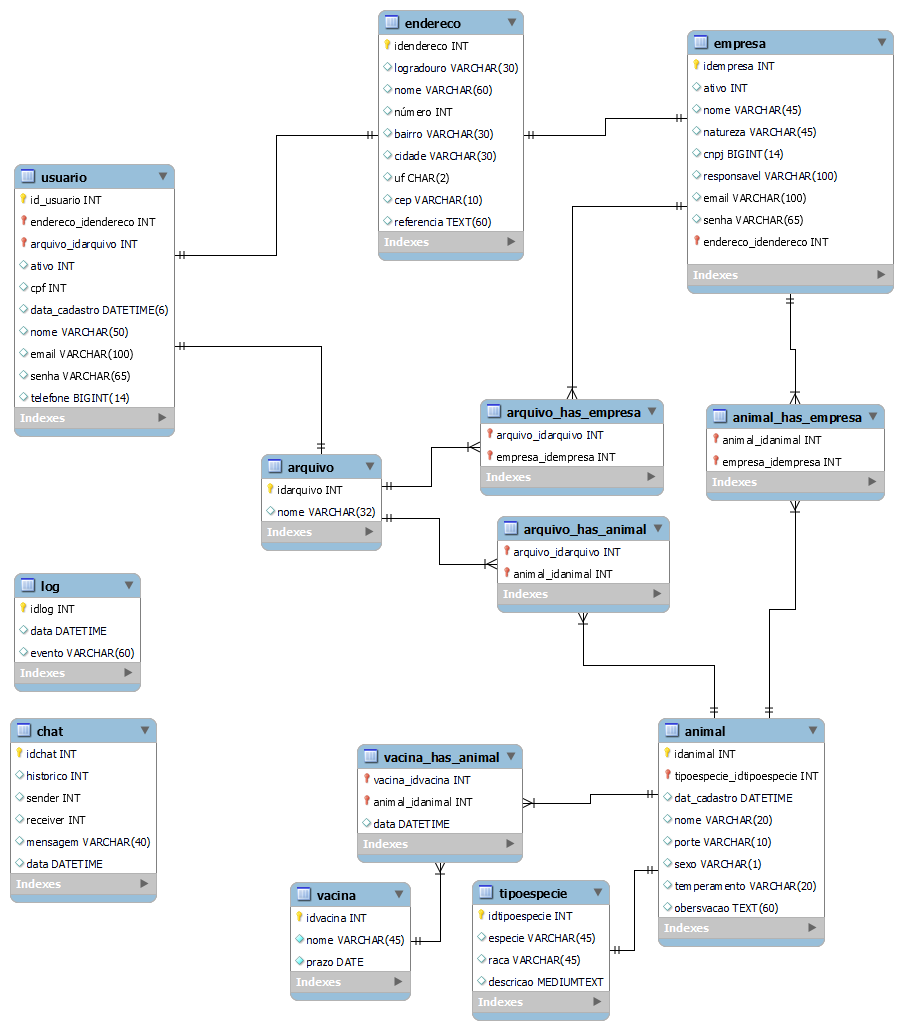 endereco
idendereco INT
logradouro VARCHAR(30)
nome VARCHAR(60)
número INT
bairro VARCHAR(30)
cidade VARCHAR(30)
uf CHAR(2)
cep VARCHAR(10)
referencia TEXT(60)
Indexes
empresa
idempresa INT
ativo INT
nome VARCHAR(45)
natureza VARCHAR(45)
cnpj BIGINT(14)
responsavel VARCHAR(100)
email VARCHAR(100)
senha VARCHAR(65)
endereco_idendereco INT
Indexes
usuario
id_usuario INT
endereco_idendereco INT
arquivo_idarquivo INT
ativo INT
cpf INT
data_cadastro DATETIME(6)
nome VARCHAR(50)
email VARCHAR(100)
senha VARCHAR(65)
telefone BIGINT(14)
Indexes
arquivo_has_empresa
arquivo_idarquivo INT
empresa_idempresa INT
Indexes
animal_has_empresa
animal_idanimal INT
empresa_idempresa INT
Indexes
arquivo
idarquivo INT
nome VARCHAR(32)
Indexes
arquivo_has_animal
arquivo_idarquivo INT
animal_idanimal INT
Indexes
log
idlog INT
data DATETIME
evento VARCHAR(60)
Indexes
chat
idchat INT
historico INT
sender INT
receiver INT
mensagem VARCHAR(40)
data DATETIME
Indexes
vacina_has_animal
vacina_idvacina INT
animal_idanimal INT
data DATETIME
Indexes
animal
idanimal INT
tipoespecie_idtipoespecie INT
dat_cadastro DATETIME
nome VARCHAR(20)
porte VARCHAR(10)
sexo VARCHAR(1)
temperamento VARCHAR(20)
obersvacao TEXT(60)
Indexes
vacina
idvacina INT
nome VARCHAR(45)
prazo DATE
Indexes
tipoespecie
idtipoespecie INT
especie VARCHAR(45)
raca VARCHAR(45)
descricao MEDIUMTEXT
Indexes